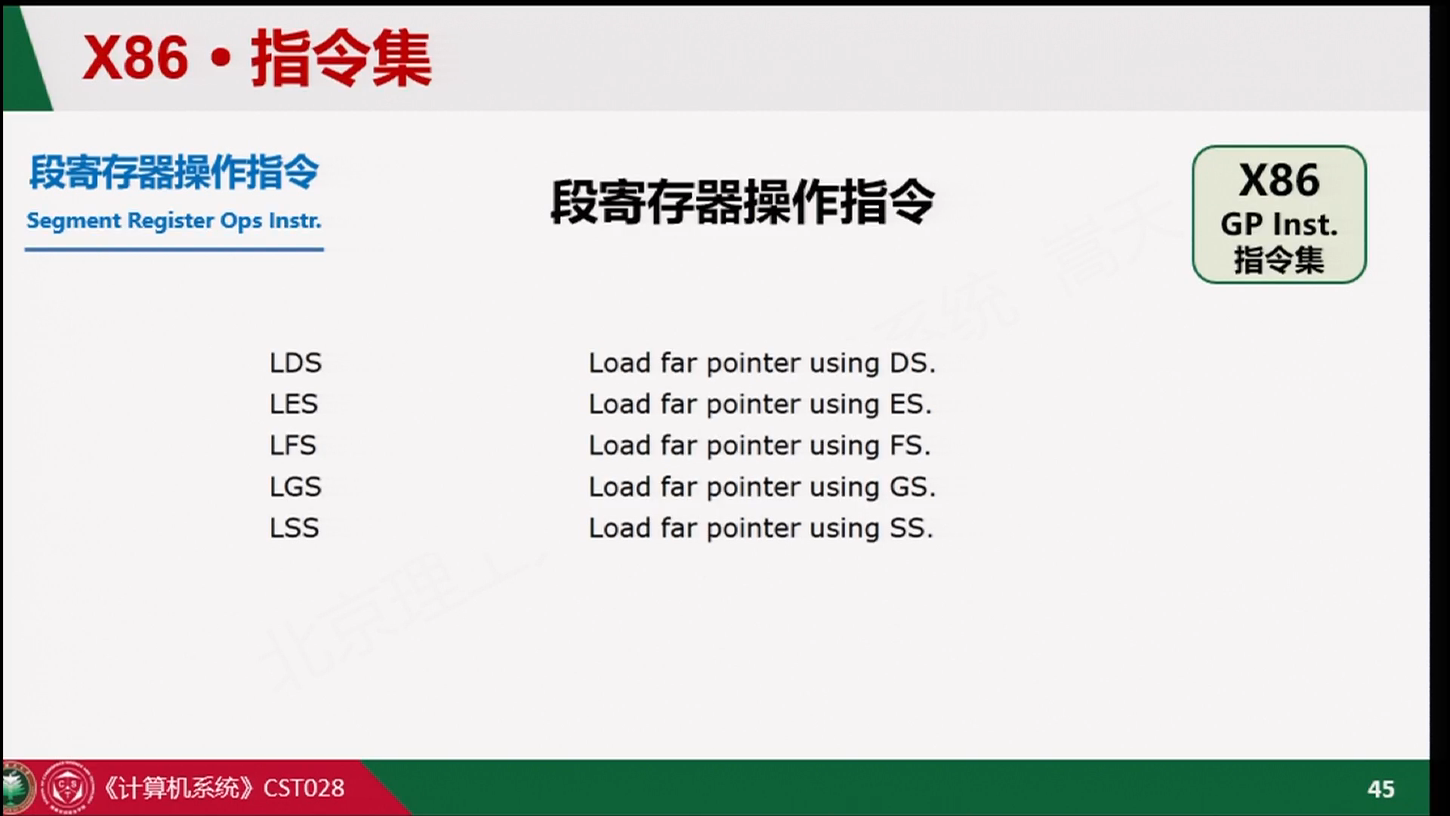 X86 • 指令集
段寄存器操作指令
Segment Register Ops Instr.
段寄存器操作指令
X86
GP Inst.
指令集
LDS Load far pointer using DS.
LES Load far pointer using ES.
LFS Load far pointer using FS.
LGS Load far pointer using GS.
LSS Load far pointer using SS.
系统 嵩天
北京理工
《计算机系统》CST028
45